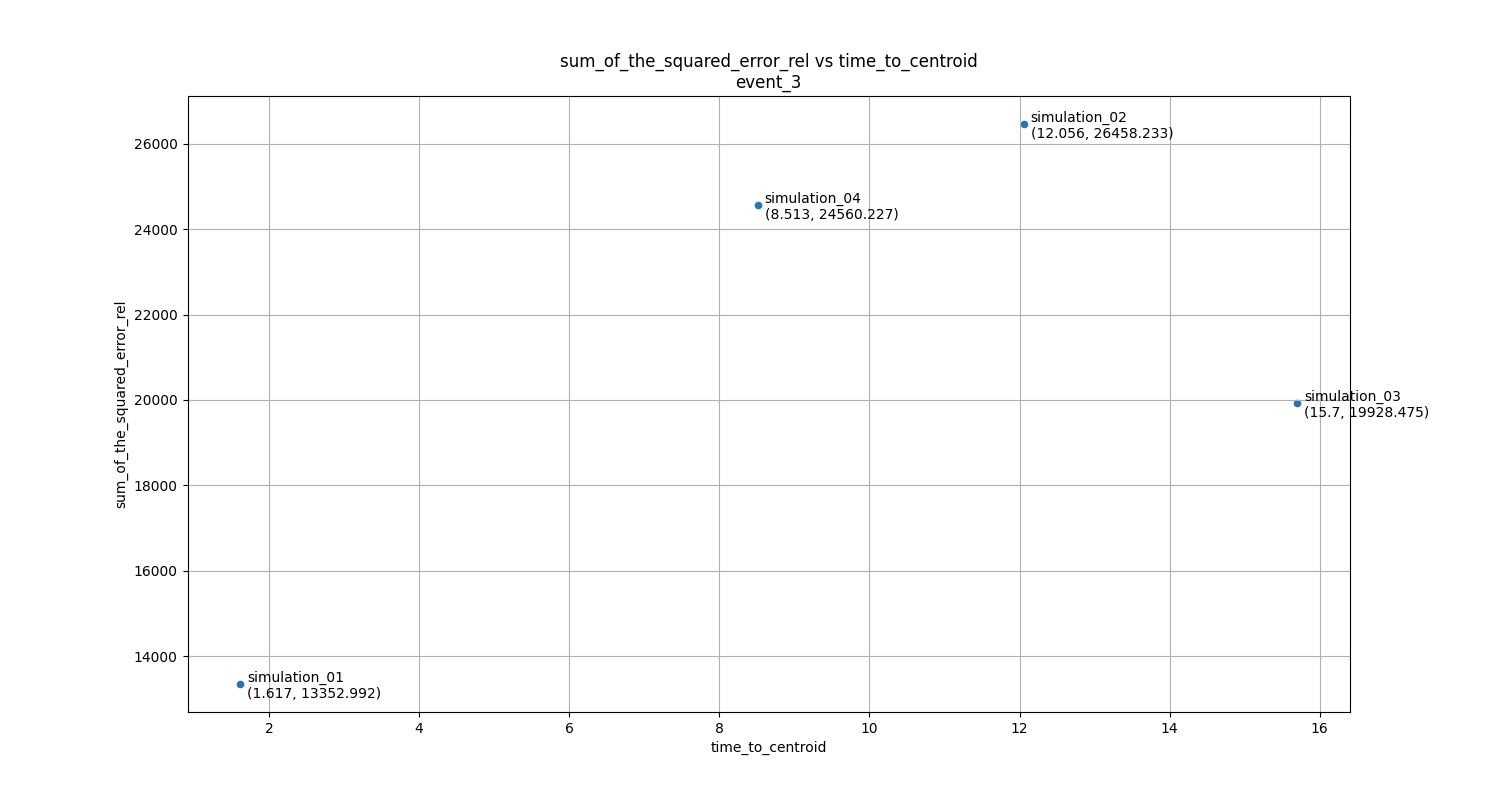 sum_of_the_squared_error_rel vs time_to_centroid
event_3
simulation_02
(12.056, 26458.233)
26000
simulation_04
(8.513, 24560.227)
24000
22000
sum_of_the_squared_error_rel
20000
simulation_03
(15.7, 19928.475)
18000
16000
14000
simulation_01
(1.617, 13352.992)
2 4 6 8 10 12 14 16
time_to_centroid